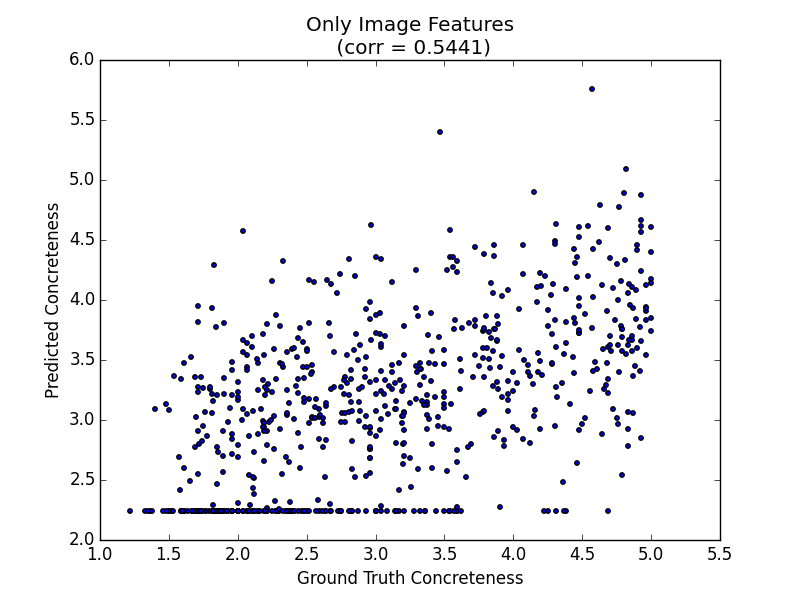 Only Image Features
(corr = 0.5441)
6.0
5.5
5.0
4.5
4.0
3.5
3.0
2.5
2.0
Predicted Concreteness
1.0 1.5 2.0 2.5 3.0 3.5 4.0 4.5 5.0 5.5
Ground Truth Concreteness